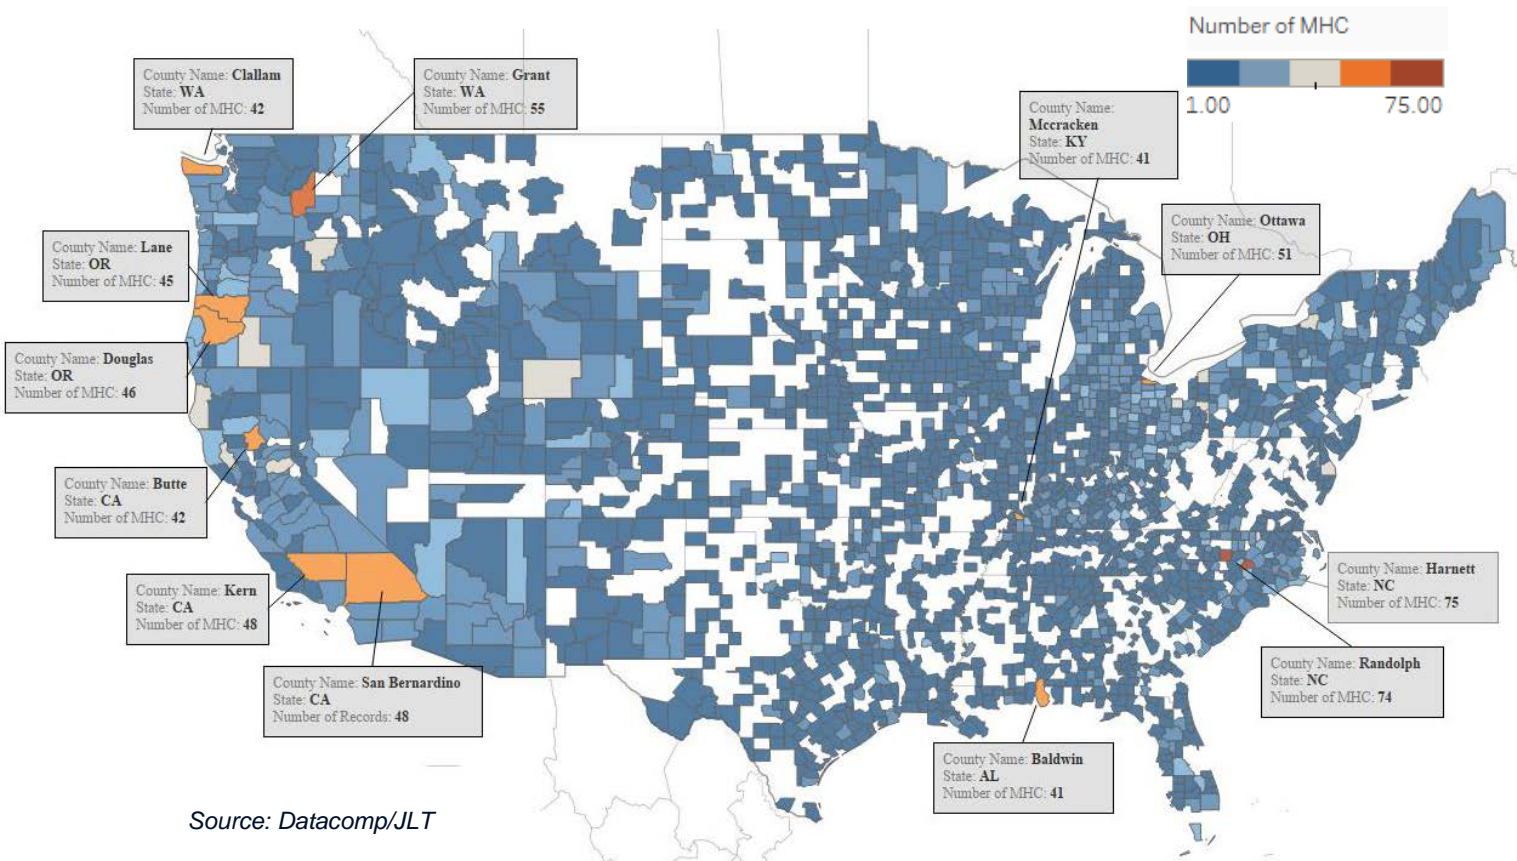 Number of MHC
1.00 75.00
County Name: Clallam
State: WA
Number of MHC: 42
County Name: Grant
State: WA
Number of MHC: 55
County Name:
Mccracken
State: KY
Number of MHC: 41
County Name: Ottawa
State: OH
Number of MHC: 51
County Name: Lane
State: OR
Number of MHC: 45
County Name: Douglas
State: OR
Number of MHC: 46
County Name: Butte
State: CA
Number of MHC: 42
County Name: Kern
State: CA
Number of MHC: 48
County Name: San Bernardino
State: CA
Number of Records: 48
County Name: Harnett
State: NC
Number of MHC: 75
County Name: Randolph
State: NC
Number of MHC: 74
County Name: Baldwin
State: AL
Number of MHC: 41
Source: Datacomp/JLT